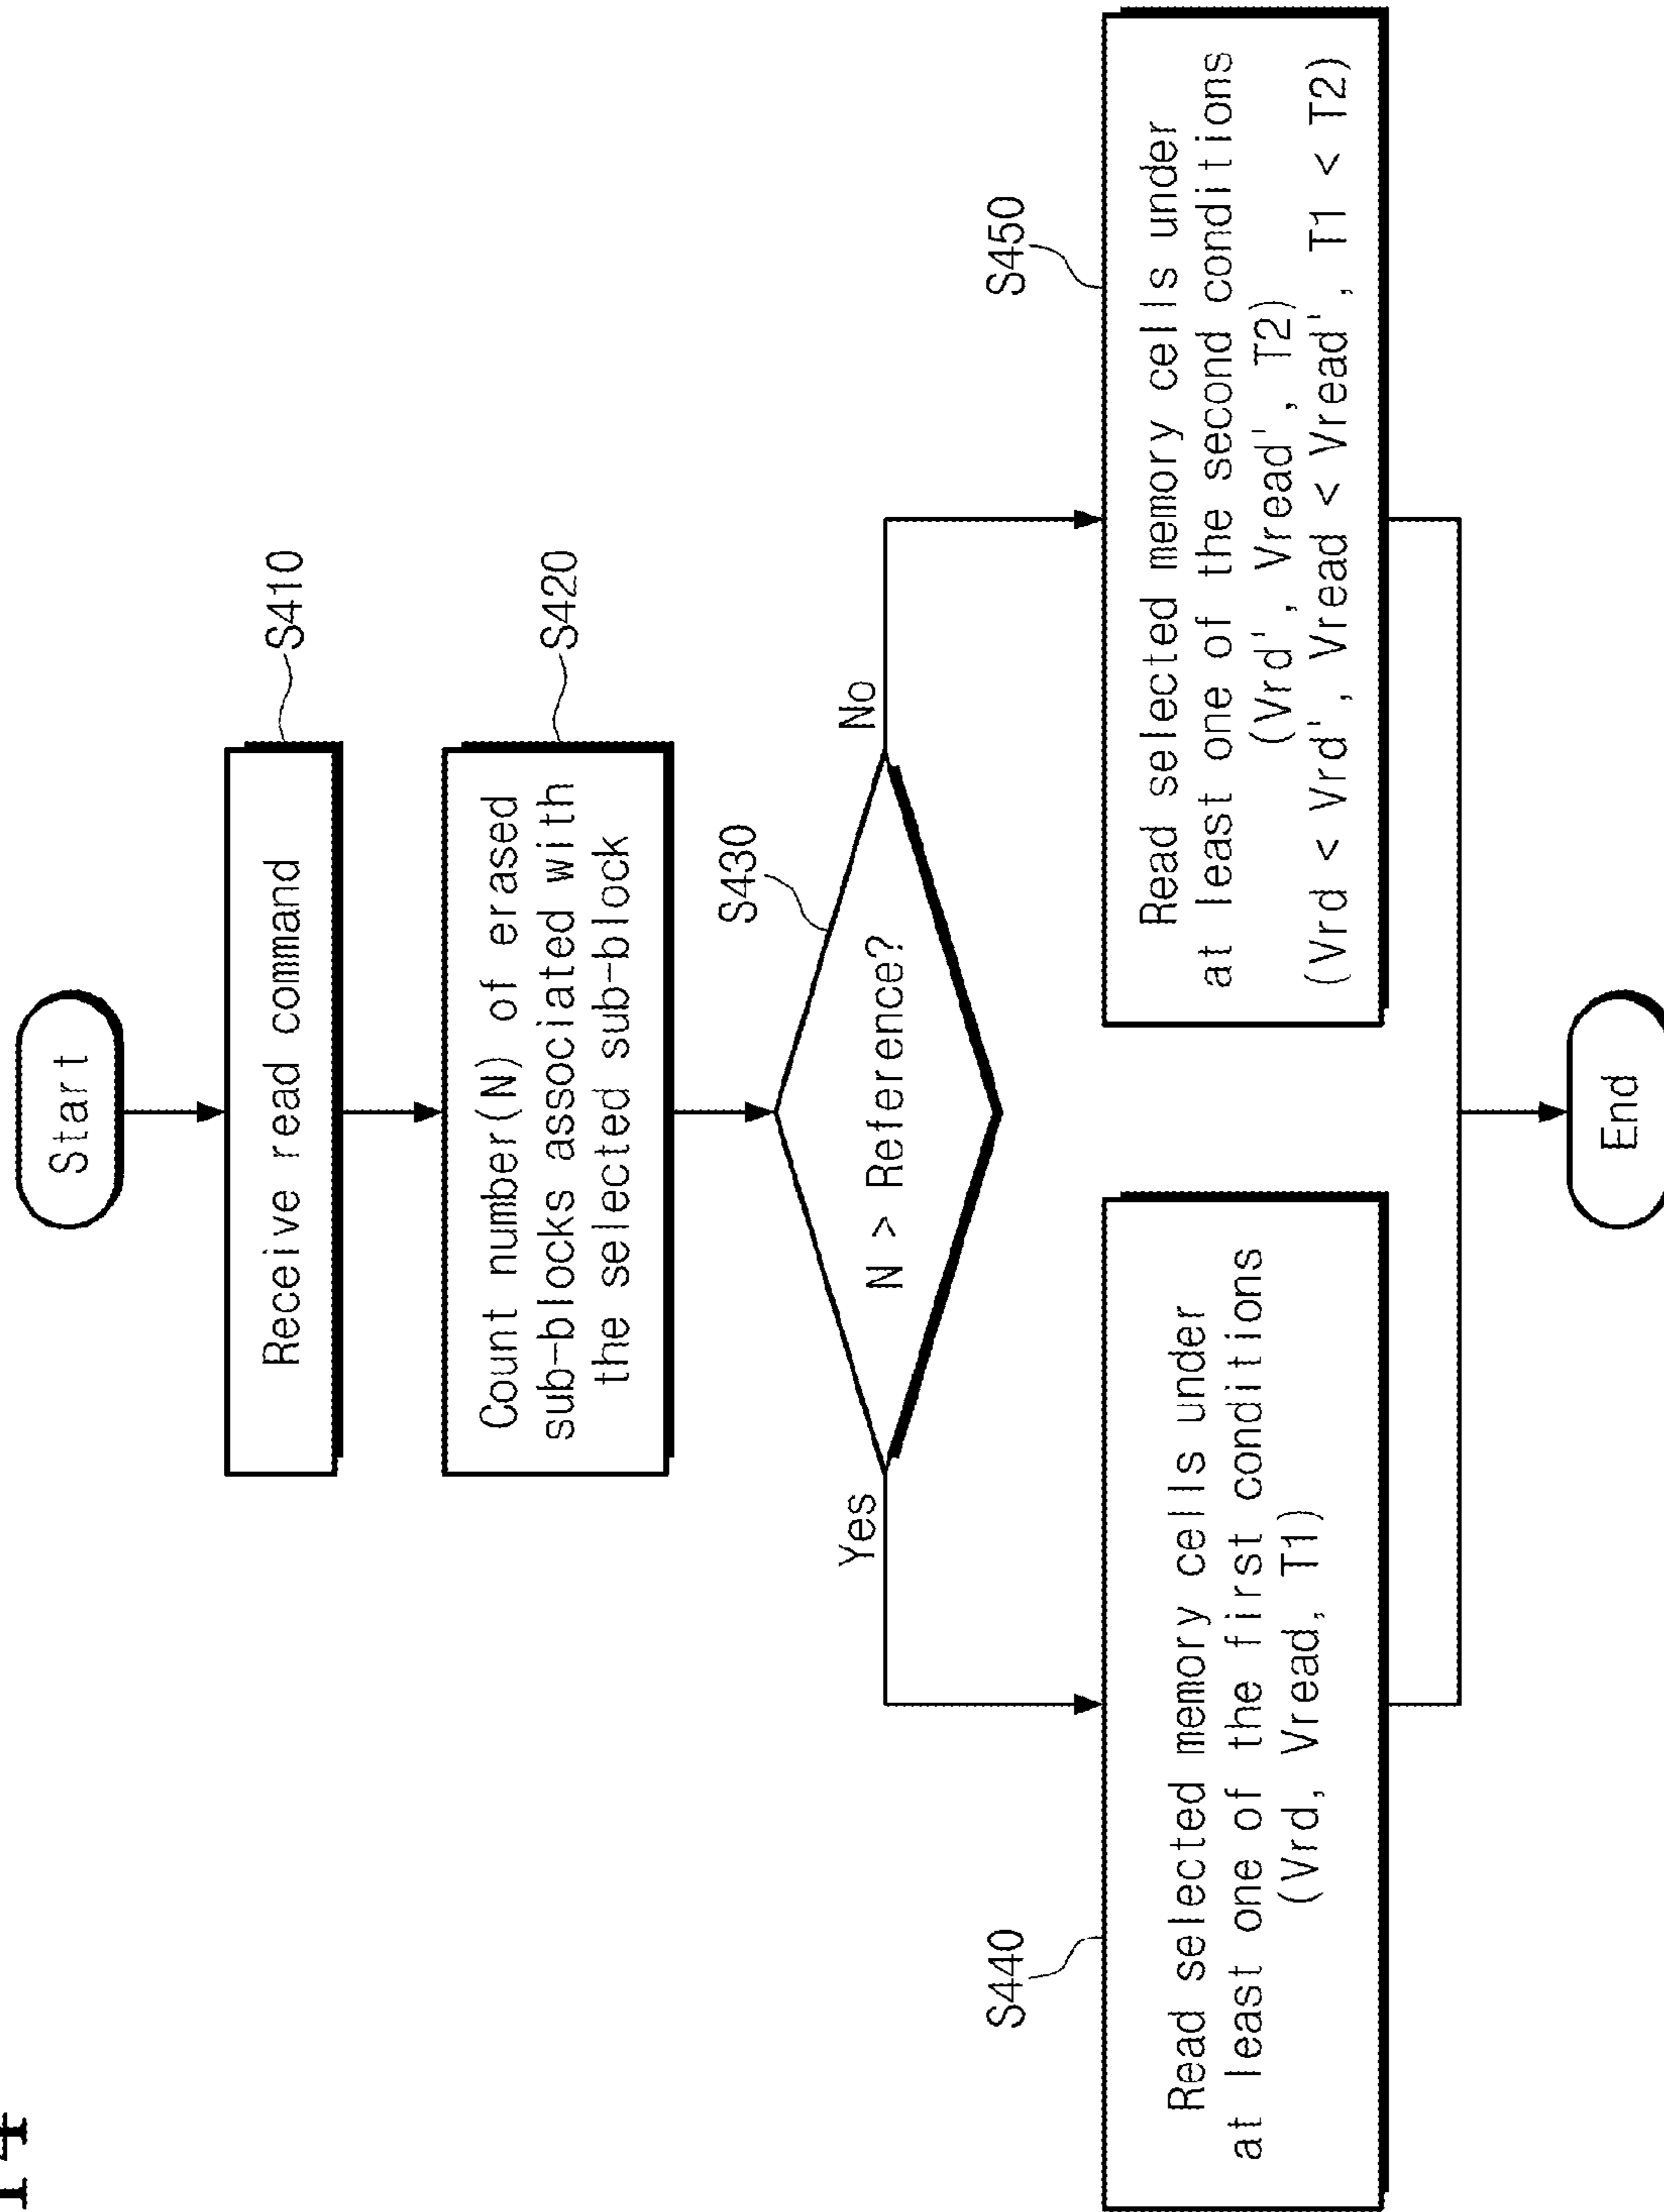 14
Start
Receive read command
S410
Count number(N) of erased
sub-blocks associated with
the selected sub-block
S420
N > Reference?
S430
Yes
No
S440
Read selected memory cells under
at least one of the first conditions
(Vrd, Vread, T1)
S450
Read selected memory cells under
at least one of the second conditions
(Vrd', Vread', T2)
(Vrd < Vrd', Vread < Vread', T1 < T2)
End